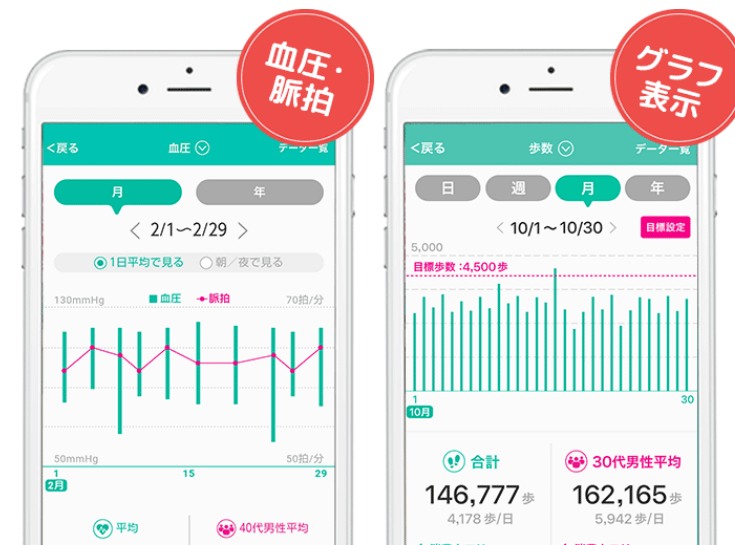 血圧・
脈拍
<戻る
血圧
データ一覧
月
年
2/1〜2/29
1日平均で見る
朝／夜で見る
130mmHg
血圧
脈拍
70拍/分
50mmHg
50拍/分
1
15
29
2月
平均
40代男性平均
グラフ
表示
<戻る
歩数
データ一覧
日
週
月
年
10/1〜10/30
目標設定
5,000
目標歩数:4,500歩
1
30
10月
合計
30代男性平均
146,777歩
162,165歩
4,178 歩/日
5,942 歩/日